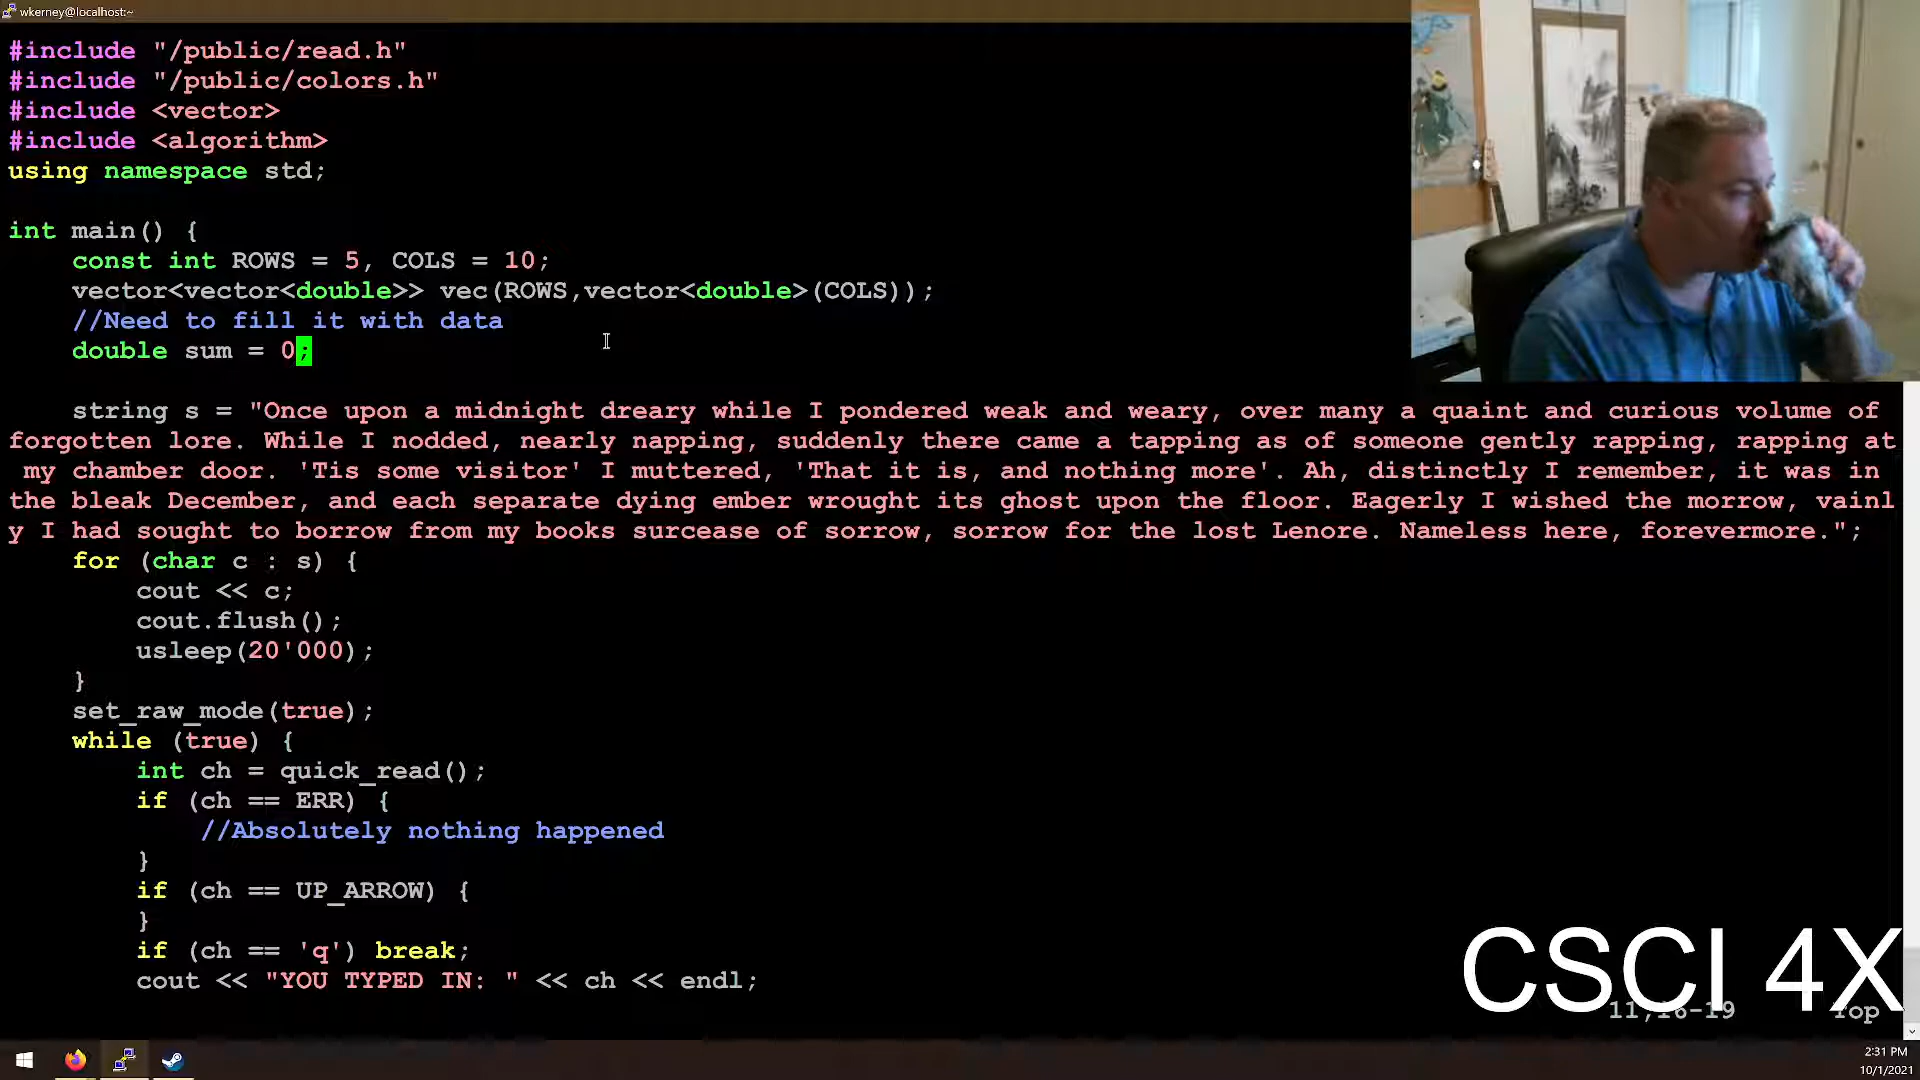 wkerney@localhost:~
#include "/public/read.h"
#include "/public/colors.h"
#include <vector>
#include <algorithm>
using namespace std;
int main() {
const int ROWS = 5, COLS = 10;
vector<vector<double>> vec(ROWS,vector<double>(COLS));
//Need to fill it with data
double sum = 0;
string s = "Once upon a midnight dreary while I pondered weak and weary, over many a quaint and curious volume of
forgotten lore. While I nodded, nearly napping, suddenly there came a tapping as of someone gently rapping, rapping at
my chamber door. 'Tis some visitor' I muttered, 'That it is, and nothing more'. Ah, distinctly I remember, it was in
the bleak December, and each separate dying ember wrought its ghost upon the floor. Eagerly I wished the morrow, vainl
y I had sought to borrow from my books surcease of sorrow, sorrow for the lost Lenore. Nameless here, forevermore.";
for (char c : s) {
cout << c;
cout.flush();
usleep(20'000);
}
set_raw_mode(true);
while (true) {
int ch = quick_read();
if (ch == ERR) {
//Absolutely nothing happened
}
if (ch == UP_ARROW) {
}
if (ch == 'q') break;
cout << "YOU TYPED IN: " << ch << endl;
CSCI 4X
11,16-19 Top
2:31 PM
10/1/2021